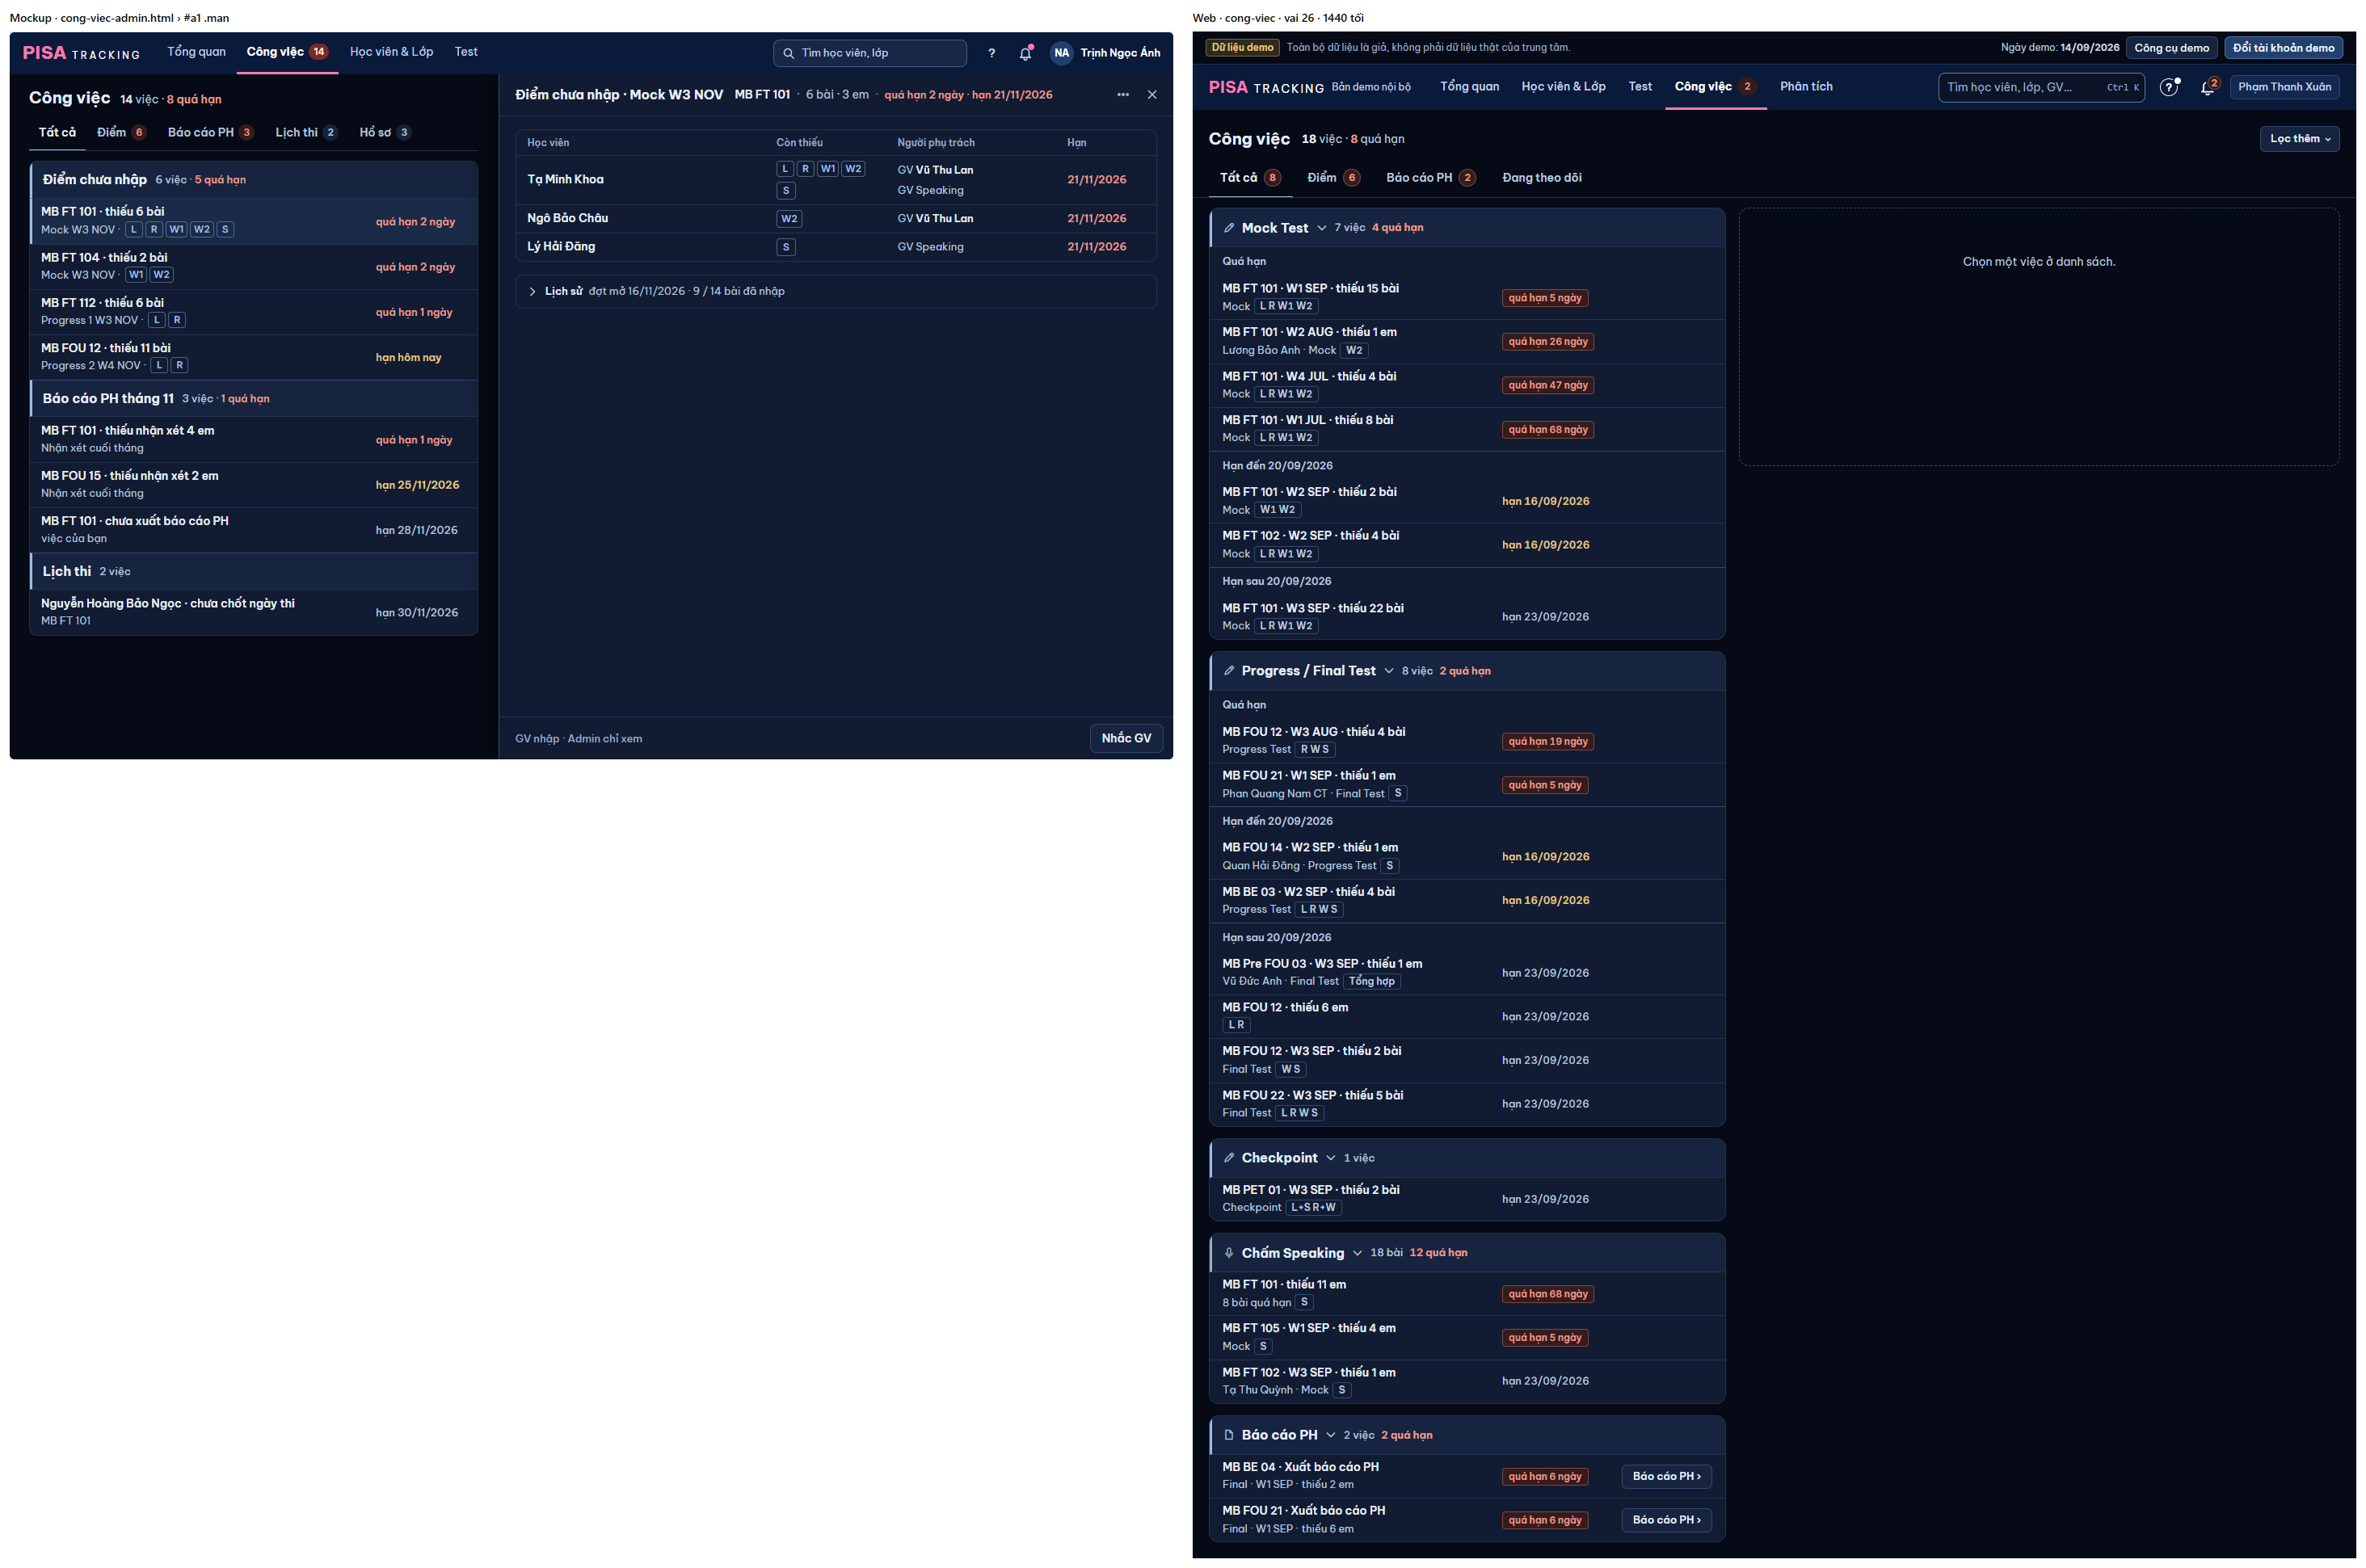 Mockup · cong-viec-admin.html › #a1 .man
PISA TRACKING Tổng quan Công việc 14 Học viên & Lớp Test Tìm học viên, lớp ? NA Trịnh Ngọc Ánh
Công việc 14 việc · 8 quá hạn
Tất cả Điểm 6 Báo cáo PH 3 Lịch thi 2 Hồ sơ 3
Điểm chưa nhập 6 việc · 5 quá hạn
MB FT 101 · thiếu 6 bài
Mock W3 NOV · L R W1 W2 S
quá hạn 2 ngày
MB FT 104 · thiếu 2 bài
Mock W3 NOV · W1 W2
quá hạn 2 ngày
MB FT 112 · thiếu 6 bài
Progress 1 W3 NOV · L R
quá hạn 1 ngày
MB FOU 12 · thiếu 11 bài
Progress 2 W4 NOV · L R
hạn hôm nay
Báo cáo PH tháng 11 3 việc · 1 quá hạn
MB FT 101 · thiếu nhận xét 4 em
Nhận xét cuối tháng
quá hạn 1 ngày
MB FOU 15 · thiếu nhận xét 2 em
Nhận xét cuối tháng
hạn 25/11/2026
MB FT 101 · chưa xuất báo cáo PH
việc của bạn
hạn 28/11/2026
Lịch thi 2 việc
Nguyễn Hoàng Bảo Ngọc · chưa chốt ngày thi
MB FT 101
hạn 30/11/2026
Điểm chưa nhập · Mock W3 NOV MB FT 101 · 6 bài · 3 em · quá hạn 2 ngày · hạn 21/11/2026
Học viên Còn thiếu Người phụ trách Hạn
Tạ Minh Khoa L R W1 W2 S GV Vũ Thu Lan GV Speaking 21/11/2026
Ngô Bảo Châu W2 GV Vũ Thu Lan 21/11/2026
Lý Hải Đăng S GV Speaking 21/11/2026
Lịch sử đợt mở 16/11/2026 · 9 / 14 bài đã nhập
GV nhập · Admin chỉ xem
Nhắc GV
Web · cong-viec · vai 26 · 1440 tối
Dữ liệu demo Toàn bộ dữ liệu là giả, không phải dữ liệu thật của trung tâm. Ngày demo: 14/09/2026 Công cụ demo Đổi tài khoản demo
PISA TRACKING Bản demo nội bộ Tổng quan Học viên & Lớp Test Công việc 2 Phân tích Tìm học viên, lớp, GV... Ctrl K ? 2 Phạm Thanh Xuân
Công việc 18 việc · 8 quá hạn
Lọc thêm
Tất cả 8 Điểm 6 Báo cáo PH 2 Đang theo dõi
Mock Test 7 việc 4 quá hạn
Quá hạn
MB FT 101 · W1 SEP · thiếu 15 bài
Mock L R W1 W2
quá hạn 5 ngày
MB FT 101 · W2 AUG · thiếu 1 em
Lương Bảo Anh · Mock W2
quá hạn 26 ngày
MB FT 101 · W4 JUL · thiếu 4 bài
Mock L R W1 W2
quá hạn 47 ngày
MB FT 101 · W1 JUL · thiếu 8 bài
Mock L R W1 W2
quá hạn 68 ngày
Hạn đến 20/09/2026
MB FT 101 · W2 SEP · thiếu 2 bài
Mock W1 W2
hạn 16/09/2026
MB FT 102 · W2 SEP · thiếu 4 bài
Mock L R W1 W2
hạn 16/09/2026
Hạn sau 20/09/2026
MB FT 101 · W3 SEP · thiếu 22 bài
Mock L R W1 W2
hạn 23/09/2026
Progress / Final Test 8 việc 2 quá hạn
Quá hạn
MB FOU 12 · W3 AUG · thiếu 4 bài
Progress Test R W S
quá hạn 19 ngày
MB FOU 21 · W1 SEP · thiếu 1 em
Phan Quang Nam CT · Final Test S
quá hạn 5 ngày
Hạn đến 20/09/2026
MB FOU 14 · W2 SEP · thiếu 1 em
Quan Hải Đăng · Progress Test S
hạn 16/09/2026
MB BE 03 · W2 SEP · thiếu 4 bài
Progress Test L R W S
hạn 16/09/2026
Hạn sau 20/09/2026
MB Pre FOU 03 · W3 SEP · thiếu 1 em
Vũ Đức Anh · Final Test Tổng hợp
hạn 23/09/2026
MB FOU 12 · thiếu 6 em
L R
hạn 23/09/2026
MB FOU 12 · W3 SEP · thiếu 2 bài
Final Test W S
hạn 23/09/2026
MB FOU 22 · W3 SEP · thiếu 5 bài
Final Test L R W S
hạn 23/09/2026
Checkpoint 1 việc
MB PET 01 · W3 SEP · thiếu 2 bài
Checkpoint L+S R+W
hạn 23/09/2026
Chấm Speaking 18 bài 12 quá hạn
MB FT 101 · thiếu 11 em
8 bài quá hạn S
quá hạn 68 ngày
MB FT 105 · W1 SEP · thiếu 4 em
Mock S
quá hạn 5 ngày
MB FT 102 · W3 SEP · thiếu 1 em
Tạ Thu Quỳnh · Mock S
hạn 23/09/2026
Báo cáo PH 2 việc 2 quá hạn
MB BE 04 · Xuất báo cáo PH
Final · W1 SEP · thiếu 2 em
quá hạn 6 ngày
Báo cáo PH ›
MB FOU 21 · Xuất báo cáo PH
Final · W1 SEP · thiếu 6 em
quá hạn 6 ngày
Báo cáo PH ›
Chọn một việc ở danh sách.